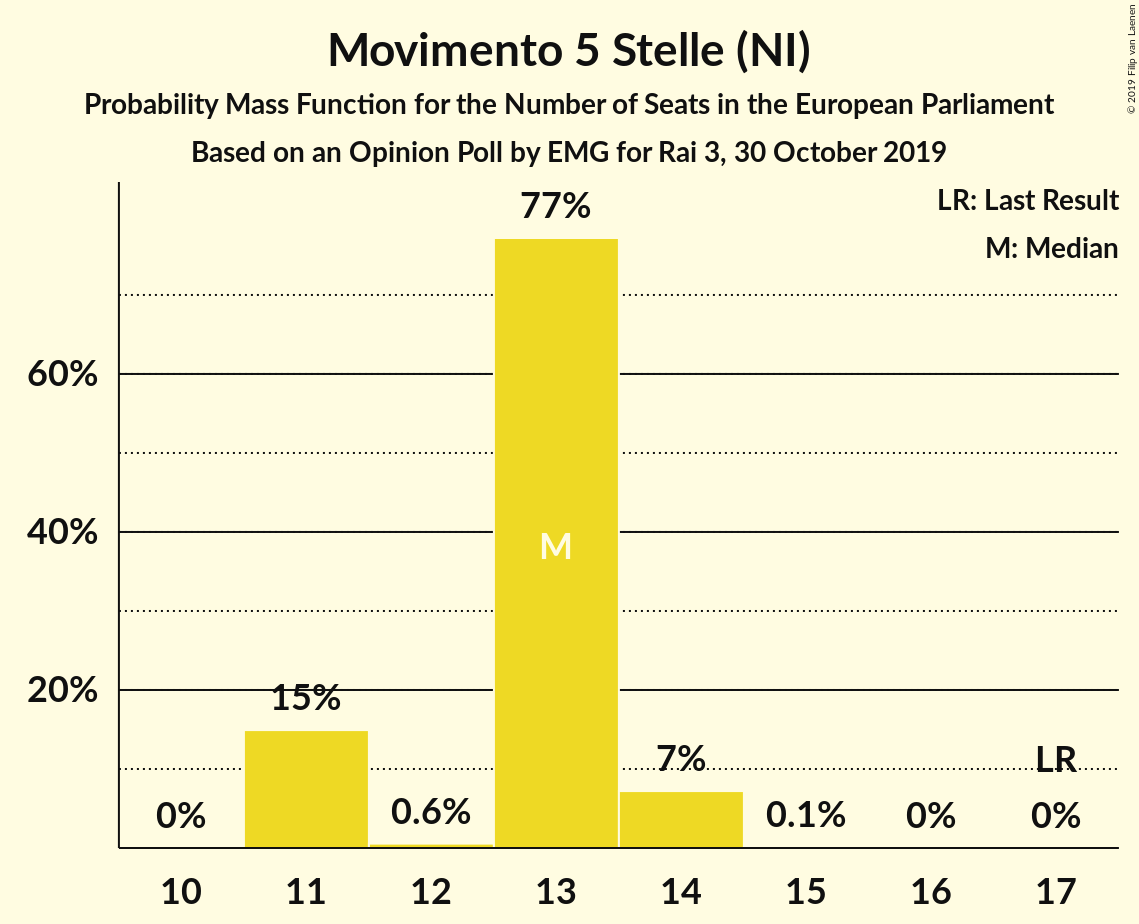 Movimento 5 Stelle (NI)
Probability Mass Function for the Number of Seats in the European Parliament
Based on an Opinion Poll by EMG for Rai 3, 30 October 2019
© 2019 Filip van Laenen
LR: Last Result
M: Median
77%
60%
40%
M
20%
15%
7%
LR
0%
0.6%
0.1%
0%
0%
10 11 12 13 14 15 16 17